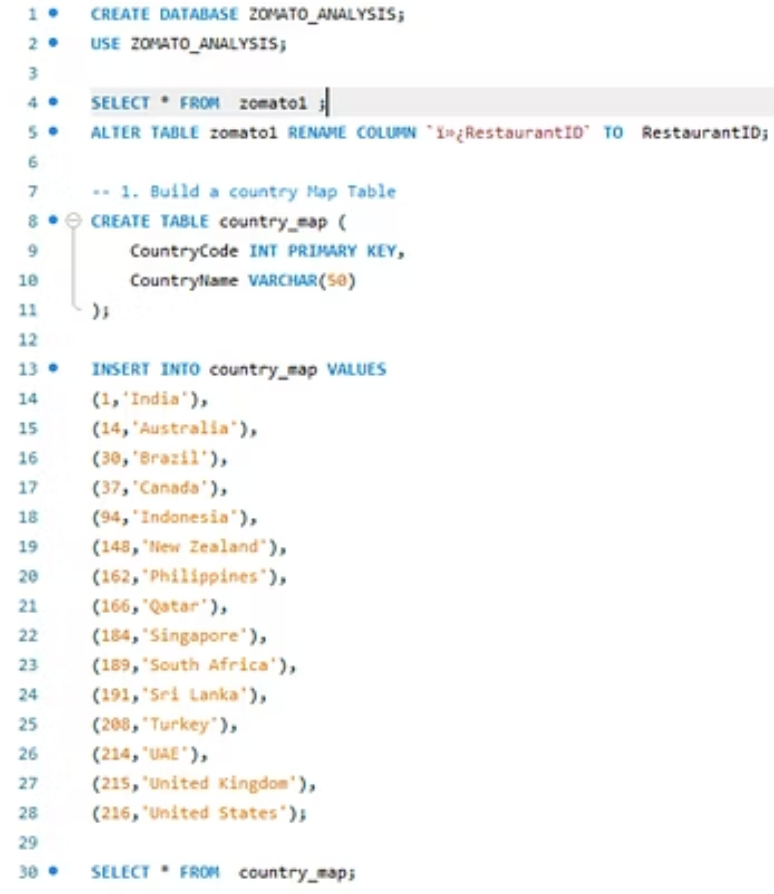 1 CREATE DATABASE ZOMATO_ANALYSIS;
2 USE ZOMATO_ANALYSIS;
3
4 SELECT * FROM  zomato1 ;
5 ALTER TABLE zomato1 RENAME COLUMN `ï»¿RestaurantID` TO  RestaurantID;
6
7 -- 1. Build a country Map Table
8 CREATE TABLE country_map (
9     CountryCode INT PRIMARY KEY,
10     CountryName VARCHAR(50)
11 );
12
13 INSERT INTO country_map VALUES
14 (1,'India'),
15 (14,'Australia'),
16 (30,'Brazil'),
17 (37,'Canada'),
18 (94,'Indonesia'),
19 (148,'New Zealand'),
20 (162,'Philippines'),
21 (166,'Qatar'),
22 (184,'Singapore'),
23 (189,'South Africa'),
24 (191,'Sri Lanka'),
25 (208,'Turkey'),
26 (214,'UAE'),
27 (215,'United Kingdom'),
28 (216,'United States');
29
30 SELECT * FROM  country_map;